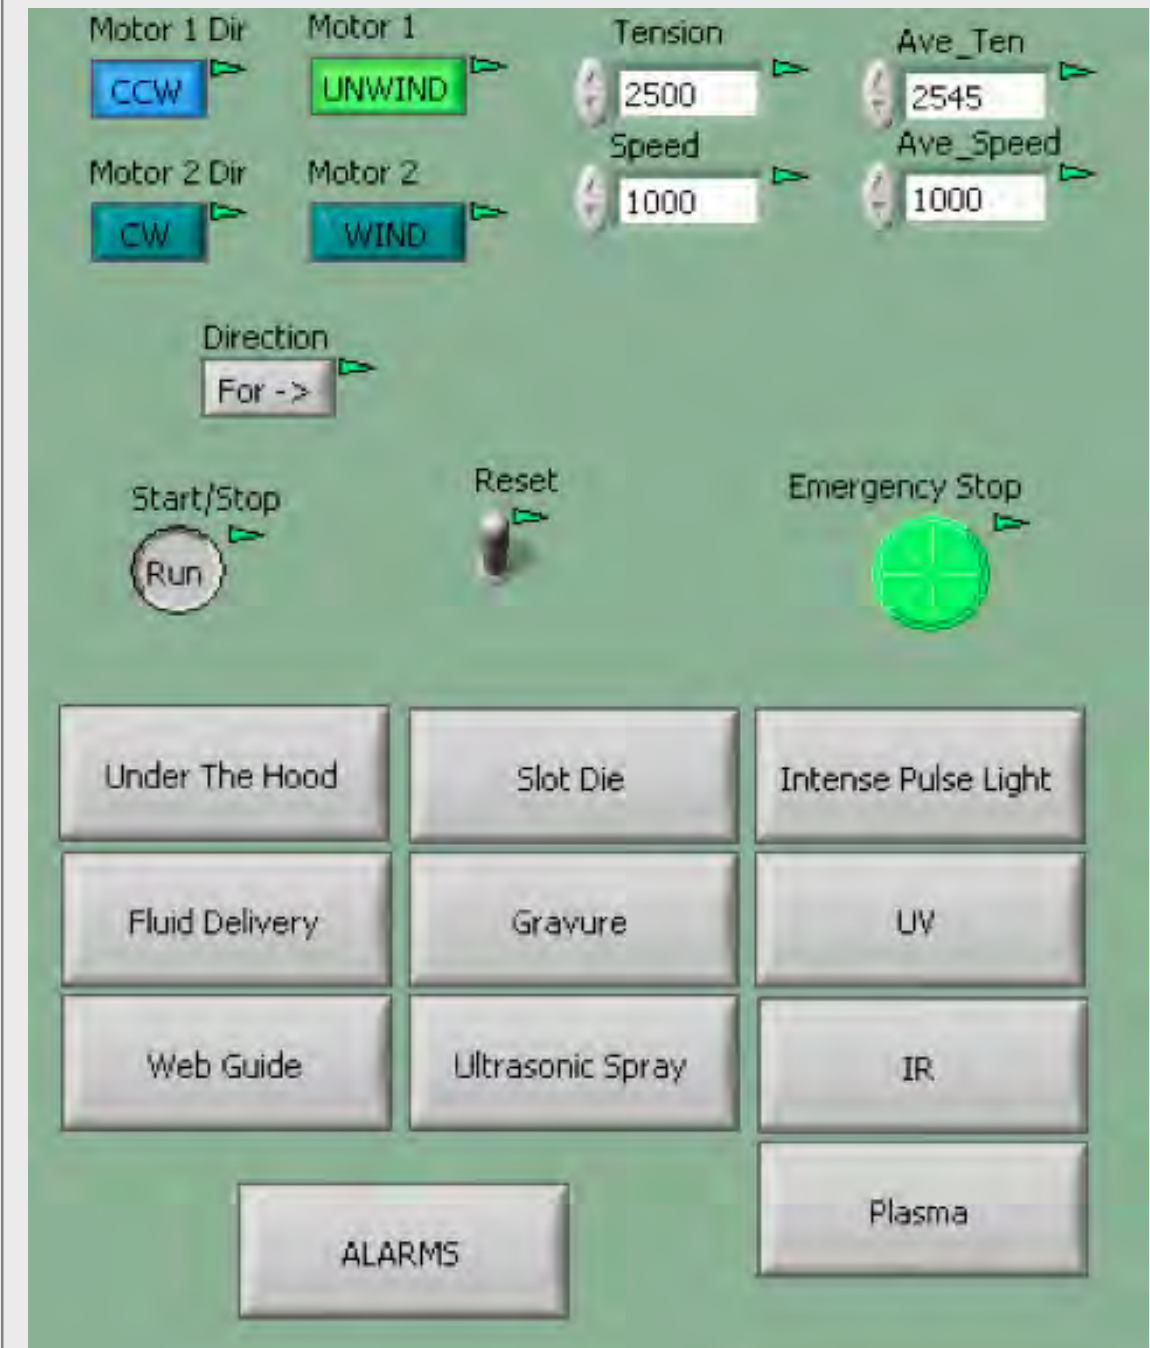 Motor 1 Dir Motor 1 Tension Ave_Ten
CCW UNWIND 2500 2545
Motor 2 Dir Motor 2 Speed Ave_Speed
CW WIND 1000 1000
Direction
For ->
Start/Stop Reset Emergency Stop
Run
Under The Hood Slot Die Intense Pulse Light
Fluid Delivery Gravure UV
Web Guide Ultrasonic Spray IR
Plasma
ALARMS